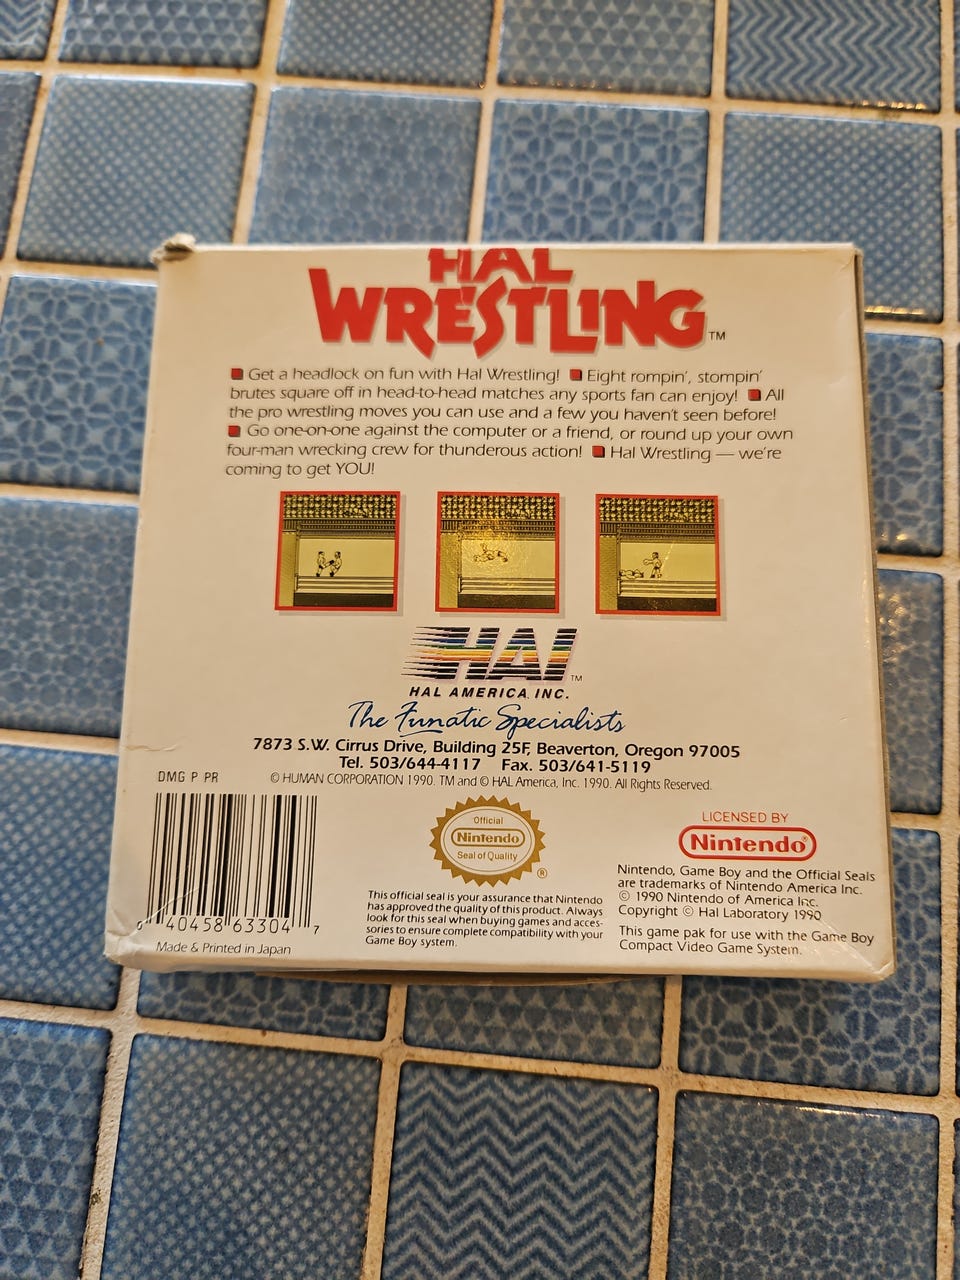 HAL
WRESTLING™
Get a headlock on fun with Hal Wrestling! Eight rompin', stompin'
brutes square off in head-to-head matches any sports fan can enjoy! All
the pro wrestling moves you can use and a few you haven't seen before!
Go one-on-one against the computer or a friend, or round up your own
four-man wrecking crew for thunderous action! Hal Wrestling — we're
coming to get YOU!
HAL™
HAL AMERICA INC.
The Funatic Specialists
7873 S.W. Cirrus Drive, Building 25F, Beaverton, Oregon 97005
Tel. 503/644-4117 Fax. 503/641-5119
© HUMAN CORPORATION 1990. TM and © HAL America, Inc. 1990. All Rights Reserved.
DMG P PR
0 40458 63304 7
Made & Printed in Japan
Official
Nintendo
Seal of Quality
®
This official seal is your assurance that Nintendo
has approved the quality of this product. Always
look for this seal when buying games and acces-
sories to ensure complete compatibility with your
Game Boy system.
LICENSED BY
Nintendo®
Nintendo, Game Boy and the Official Seals
are trademarks of Nintendo America Inc.
© 1990 Nintendo of America Inc.
Copyright © Hal Laboratory 1990
This game pak for use with the Game Boy
Compact Video Game System.